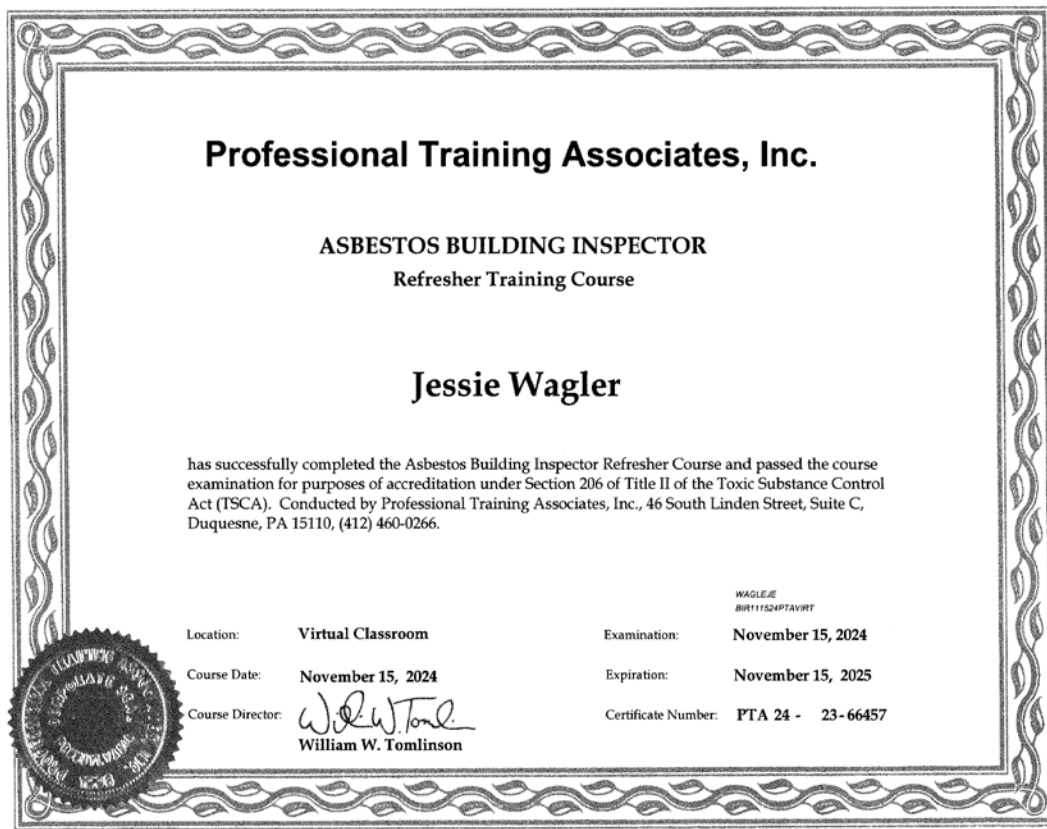 Professional Training Associates, Inc.
ASBESTOS BUILDING INSPECTOR
Refresher Training Course
Jessie Wagler
has successfully completed the Asbestos Building Inspector Refresher Course and passed the course
examination for purposes of accreditation under Section 206 of Title II of the Toxic Substance Control
Act (TSCA). Conducted by Professional Training Associates, Inc., 46 South Linden Street, Suite C,
Duquesne, PA 15110, (412) 460-0266.
WAGLEJE
BIR111524PTAVIRT
Location: Virtual Classroom Examination: November 15, 2024
Course Date: November 15, 2024 Expiration: November 15, 2025
Course Director: Certificate Number: PTA 24 - 23-66457
William W. Tomlinson